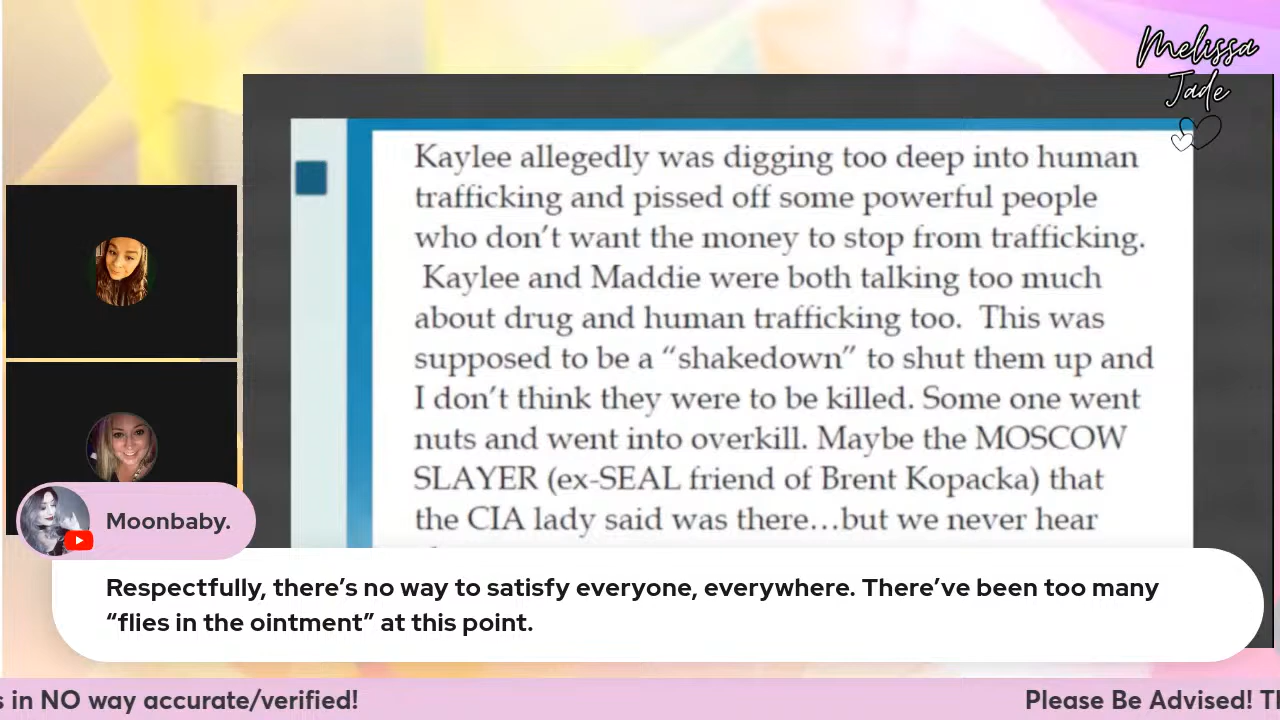 Melissa
Jade
Kaylee allegedly was digging too deep into human
trafficking and pissed off some powerful people
who don’t want the money to stop from trafficking.
Kaylee and Maddie were both talking too much
about drug and human trafficking too.  This was
supposed to be a “shakedown” to shut them up and
I don’t think they were to be killed. Some one went
nuts and went into overkill. Maybe the MOSCOW
SLAYER (ex-SEAL friend of Brent Kopacka) that
the CIA lady said was there…but we never hear
Moonbaby.
Respectfully, there’s no way to satisfy everyone, everywhere. There’ve been too many
“flies in the ointment” at this point.
s in NO way accurate/verified!
Please Be Advised! Th